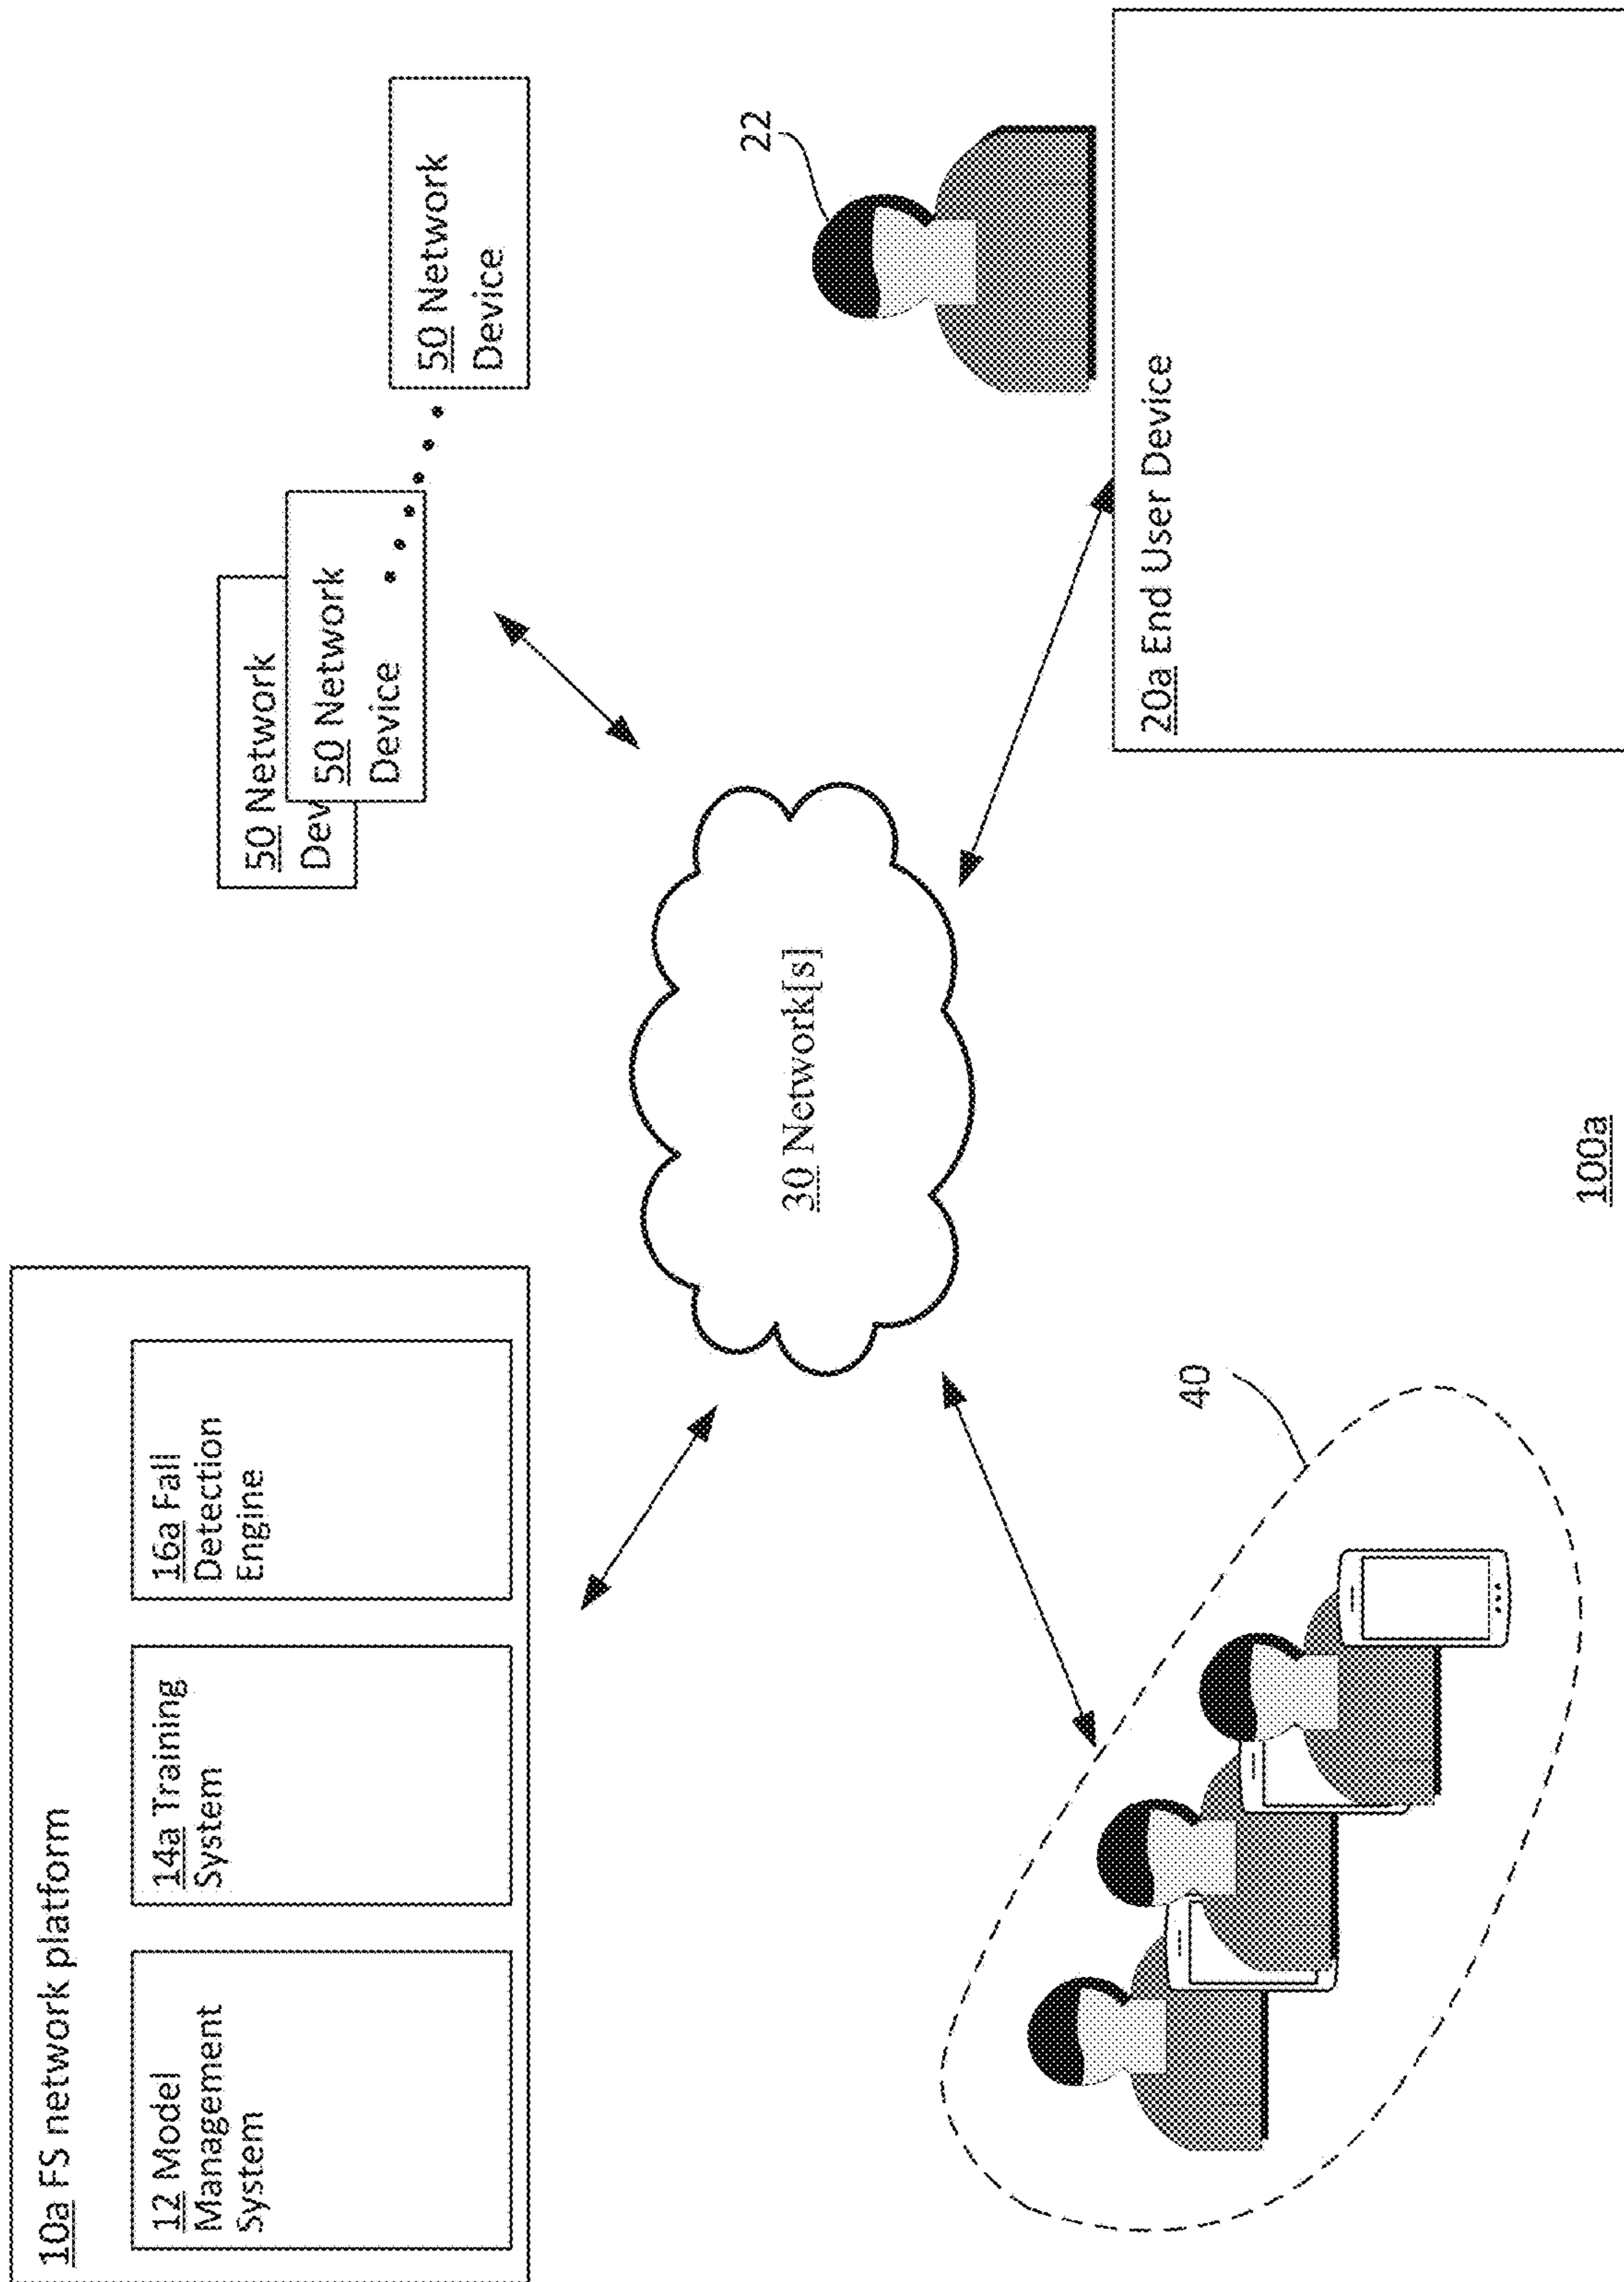 10a FS network platform
12 Model
Management
System
14a Training
System
16a Fall
Detection
Engine
50 Network
Dev
50 Network
Device
50 Network
Device
30 Network[s]
22
20a End User Device
40
100a